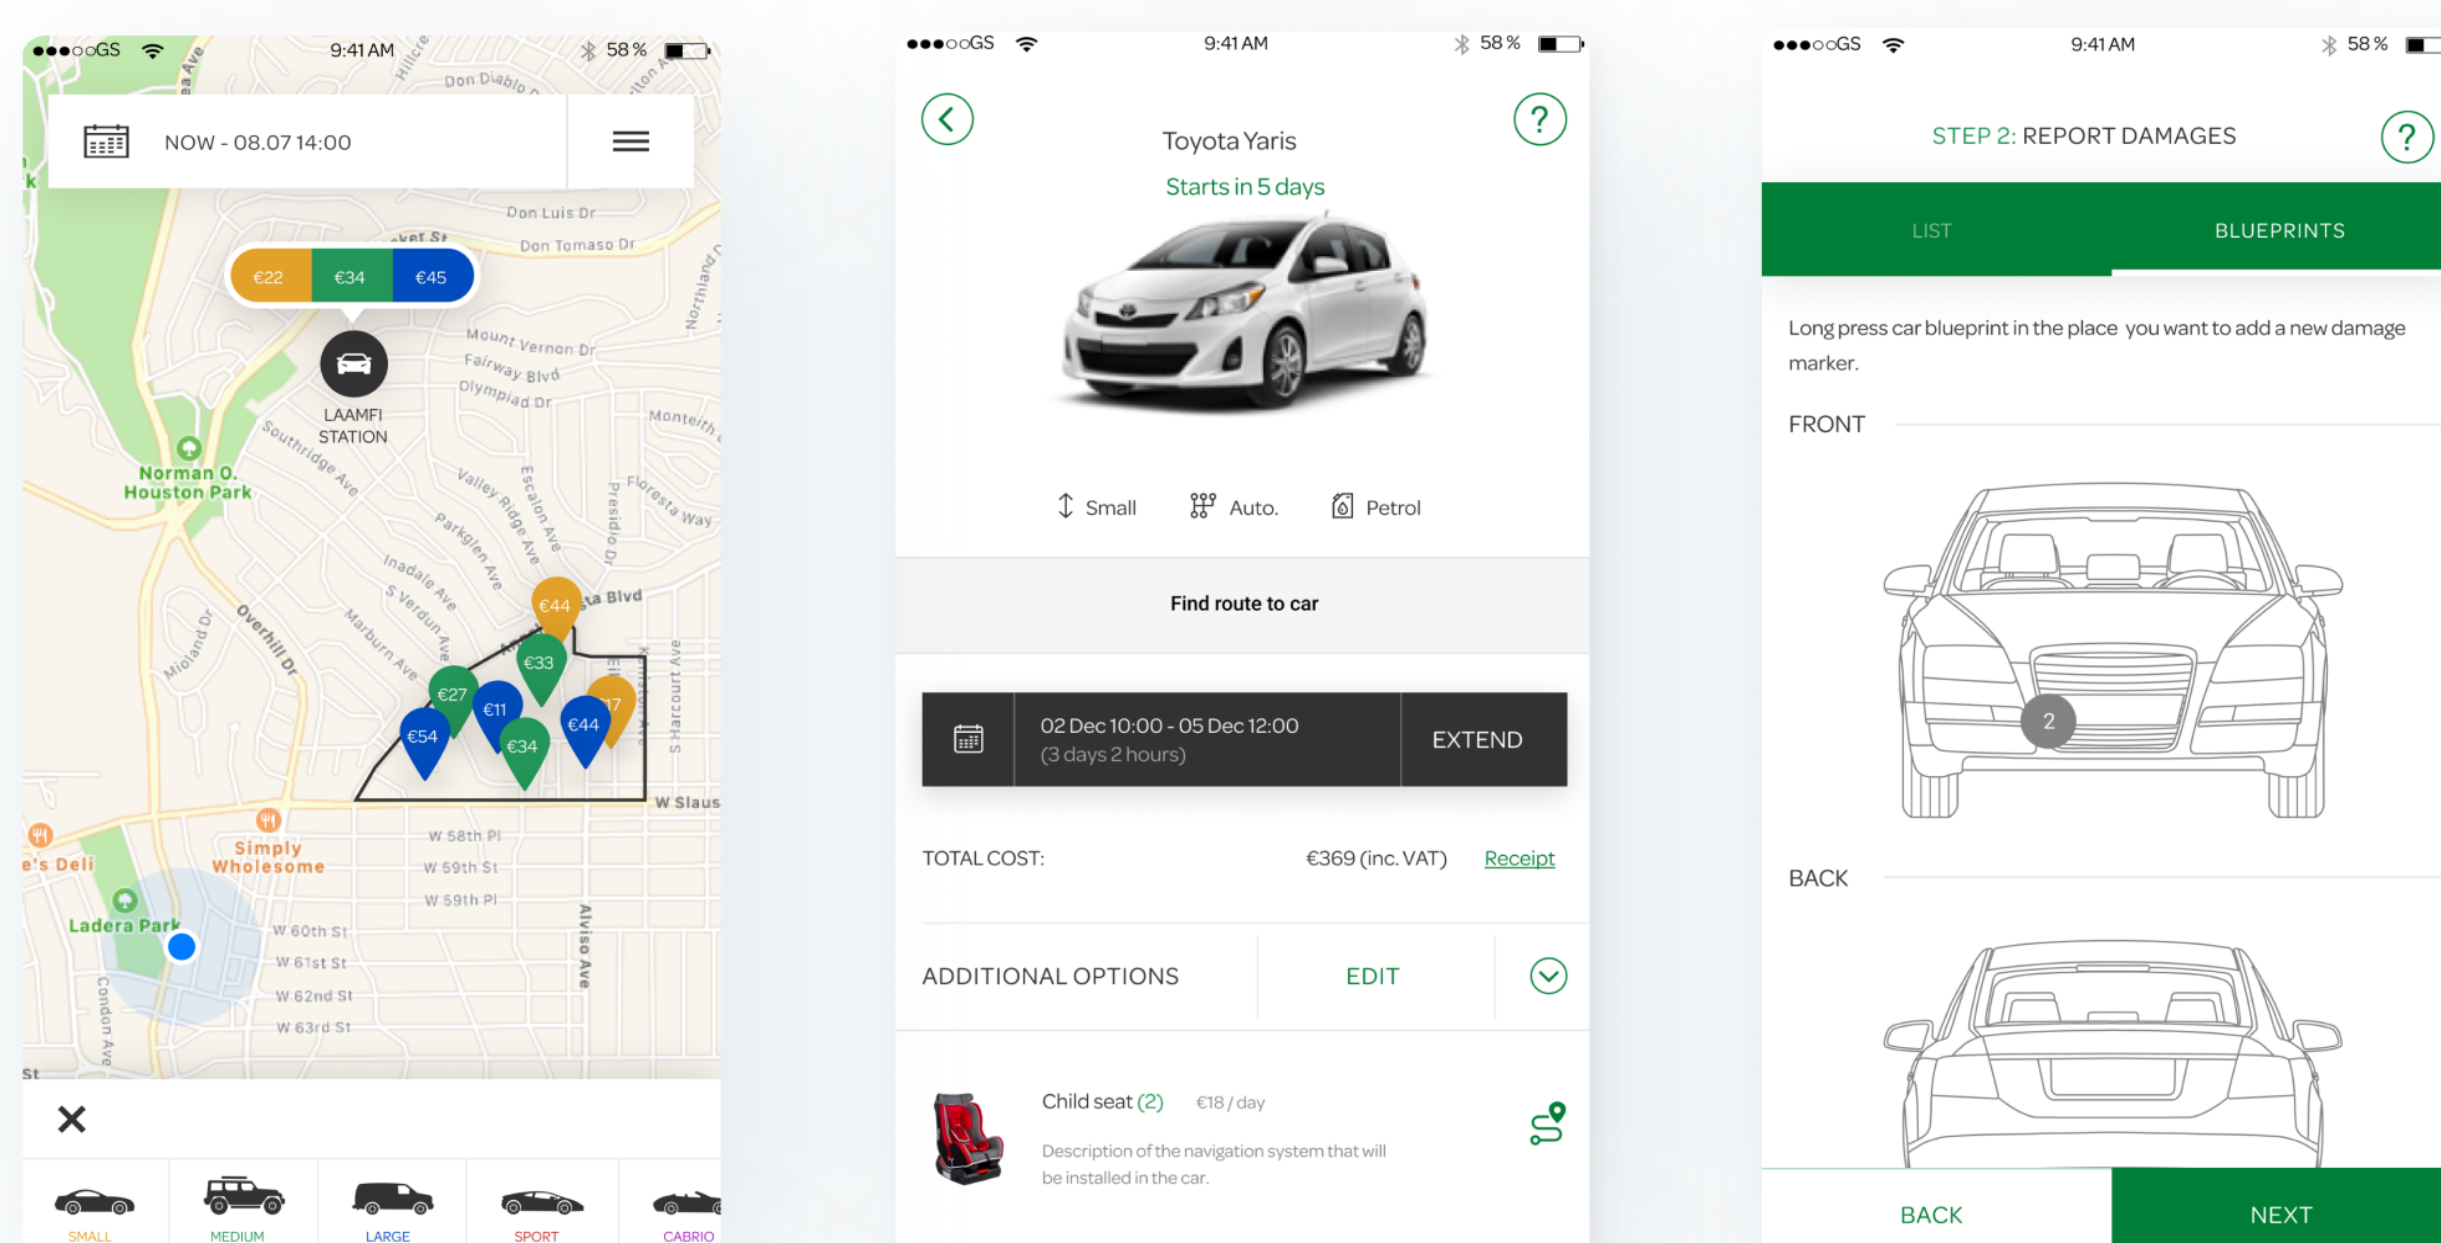 GS
9:41 AM
58 %
NOW - 08.07 14:00
Don Diablo
Don Luis Dr
Don Tomaso Dr
€22
€34
€45
Northland
Mount Vernon Dr
Fairway Blvd
Olympiad Dr
LAAMFI
STATION
Monteith
Southridge Ave
Norman O.
Houston Park
Valley Ridge Ave
Escalon Ave
Presidio Dr
Floresta Way
Parkglen Ave
Inadale Ave
S Verdun Ave
Marburn Ave
Mioland Dr
Overhill Dr
€44
Blvd
€33
€27
€11
€44
€54
€34
S Harcourt Ave
W Slaus
W 58th Pl
Simply
Wholesome
e's Deli
W 59th St
W 59th Pl
Ladera Park
W 60th St
W 61st St
Alviso Ave
W 62nd St
W 63rd St
Condon Ave
St
SMALL
MEDIUM
LARGE
SPORT
CABRIO
GS
9:41 AM
58 %
Toyota Yaris
Starts in 5 days
?
Small
Auto.
Petrol
Find route to car
02 Dec 10:00 - 05 Dec 12:00
(3 days 2 hours)
EXTEND
TOTAL COST:
€369 (inc. VAT)
Receipt
ADDITIONAL OPTIONS
EDIT
Child seat (2)
€18 / day
Description of the navigation system that will
be installed in the car.
GS
9:41 AM
58 %
STEP 2: REPORT DAMAGES
?
LIST
BLUEPRINTS
Long press car blueprint in the place you want to add a new damage
marker.
FRONT
2
BACK
BACK
NEXT